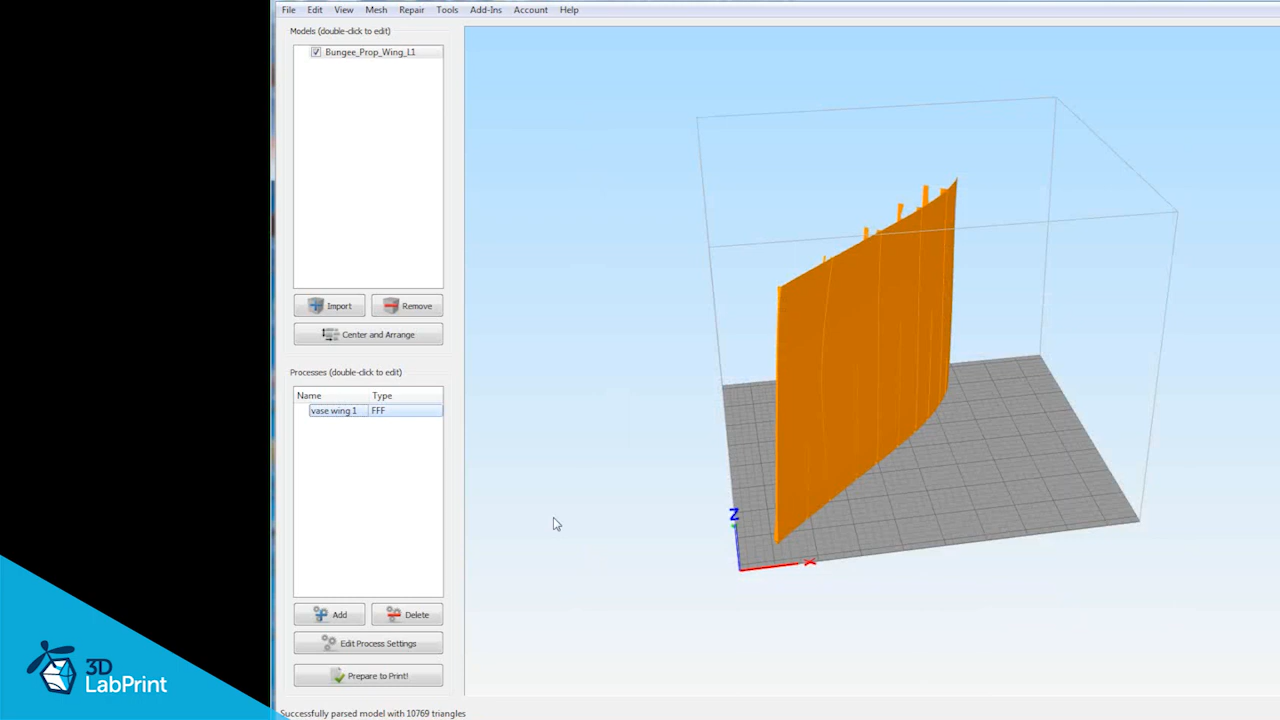 File Edit View Mesh Repair Tools Add-Ins Account Help
Models (double-click to edit)
Bungee_Prop_Wing_L1
Import Remove
Center and Arrange
Processes (double-click to edit)
Name Type
vase wing 1 FFF
Add Delete
Edit Process Settings
Prepare to Print!
Successfully parsed model with 10769 triangles
Z
X
3D
LabPrint